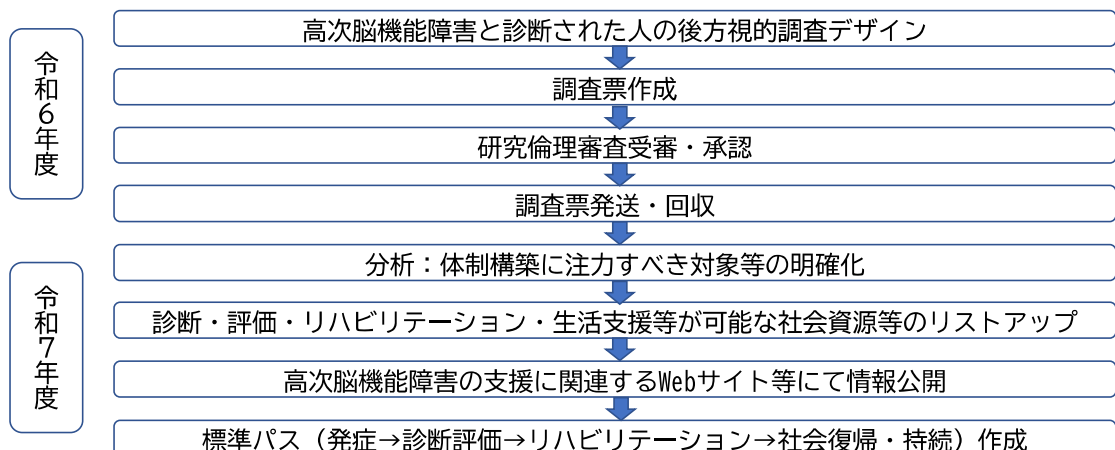 令和６年度
高次脳機能障害と診断された人の後方視的調査デザイン
調査票作成
研究倫理審査受審・承認
調査票発送・回収
令和７年度
分析：体制構築に注力すべき対象等の明確化
診断・評価・リハビリテーション・生活支援等が可能な社会資源等のリストアップ
高次脳機能障害の支援に関連するWebサイト等にて情報公開
標準パス（発症→診断評価→リハビリテーション→社会復帰・持続）作成